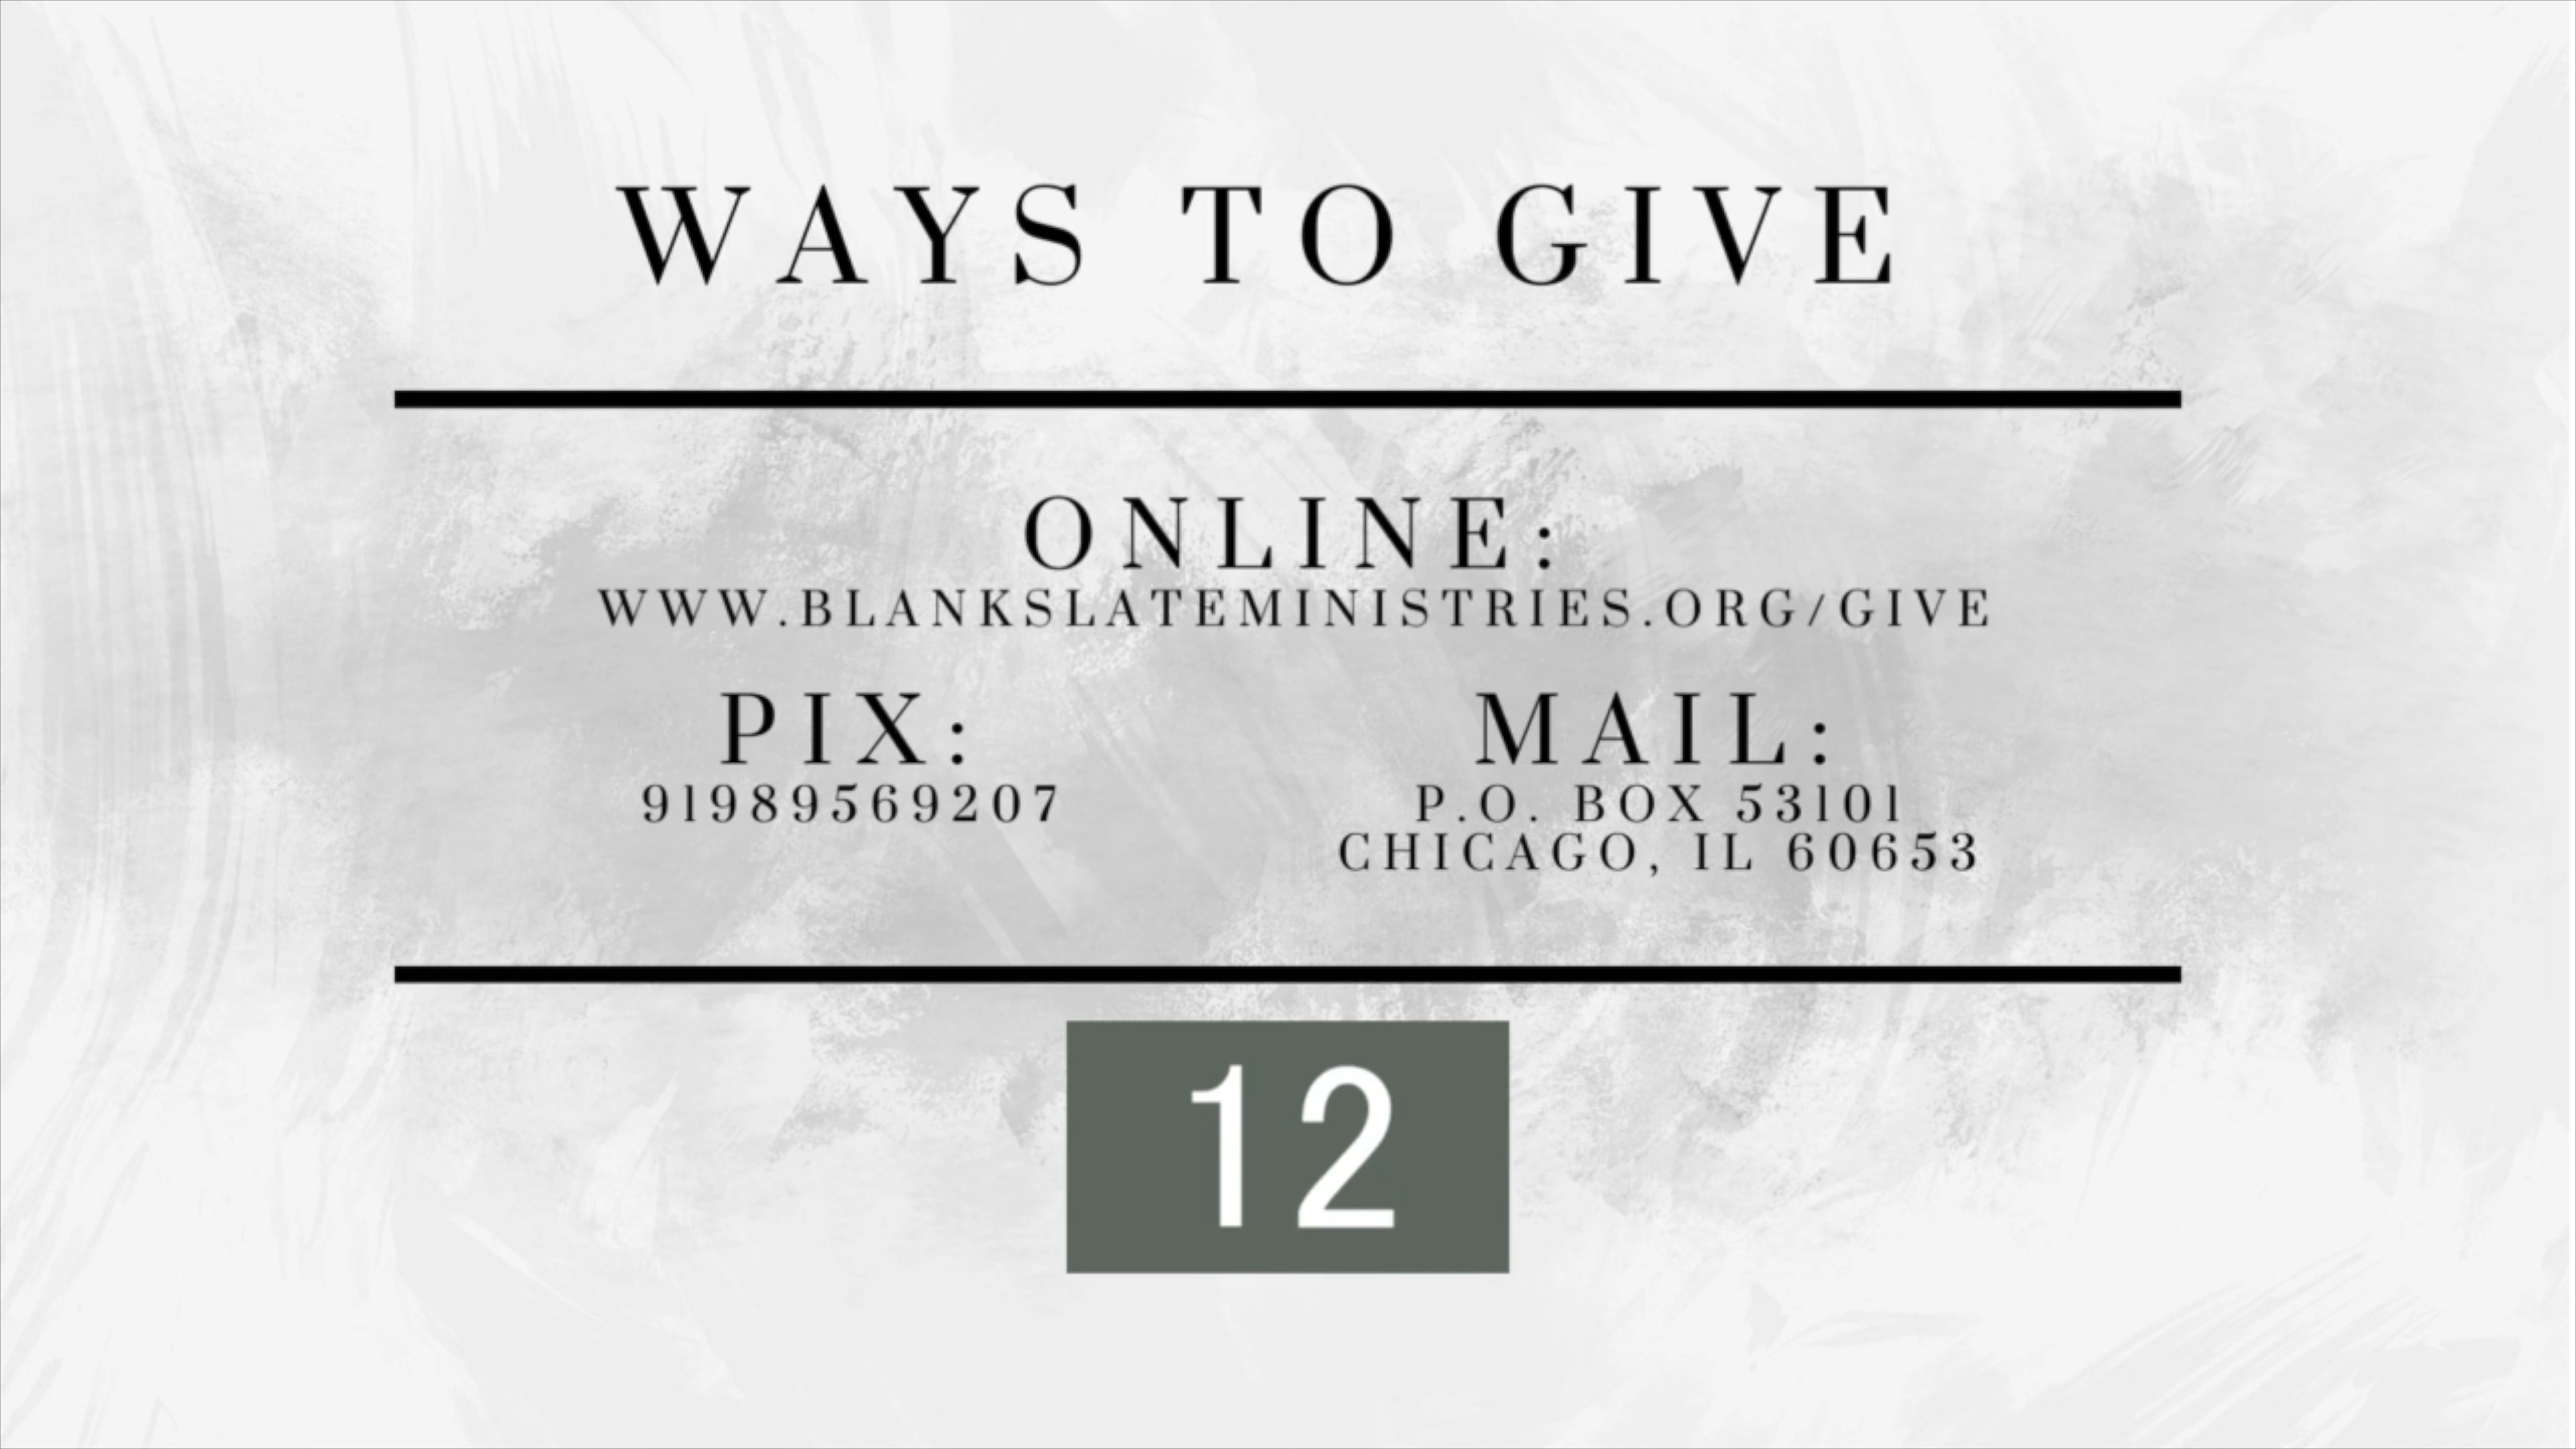 WAYS TO GIVE
ONLINE:
WWW.BLANKSLATEMINISTRIES.ORG/GIVE
PIX:
91989569207
MAIL:
P.O. BOX 53101
CHICAGO, IL 60653
12